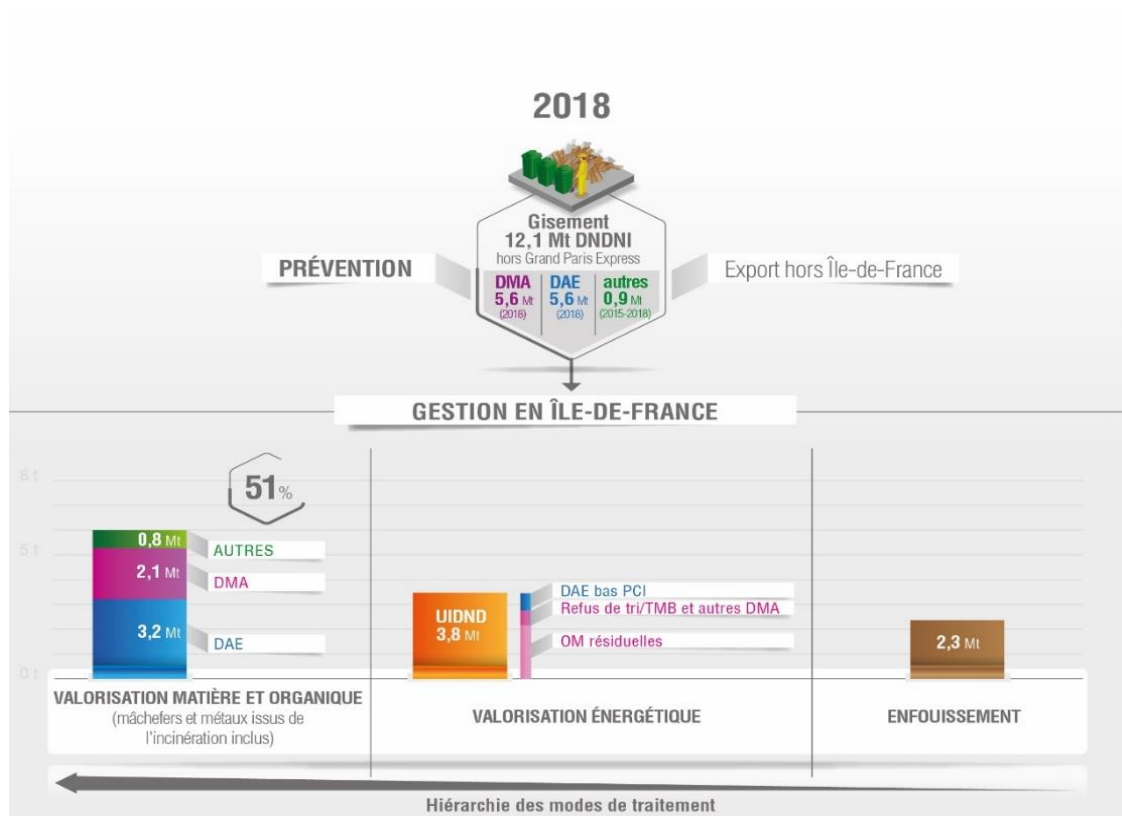 2018
Gisement
12,1 Mt DNDNI
hors Grand Paris Express
PRÉVENTION
Export hors Île-de-France
DMA
5,6 Mt
(2018)
DAE
5,6 Mt
(2018)
autres
0,9 Mt
(2015-2018)
GESTION EN ÎLE-DE-FRANCE
8 t
5 t
0 t
51%
0,8 Mt
AUTRES
2,1 Mt
DMA
3,2 Mt
DAE
VALORISATION MATIÈRE ET ORGANIQUE
(mâchefers et métaux issus de
l'incinération inclus)
UIDND
3,8 Mt
DAE bas PCI
Refus de tri/TMB et autres DMA
OM résiduelles
VALORISATION ÉNERGÉTIQUE
2,3 Mt
ENFOUISSEMENT
Hiérarchie des modes de traitement